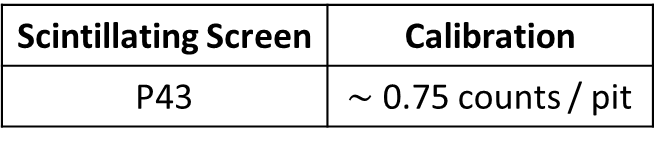 Scintillating Screen Calibration
P43 ~ 0.75 counts / pit